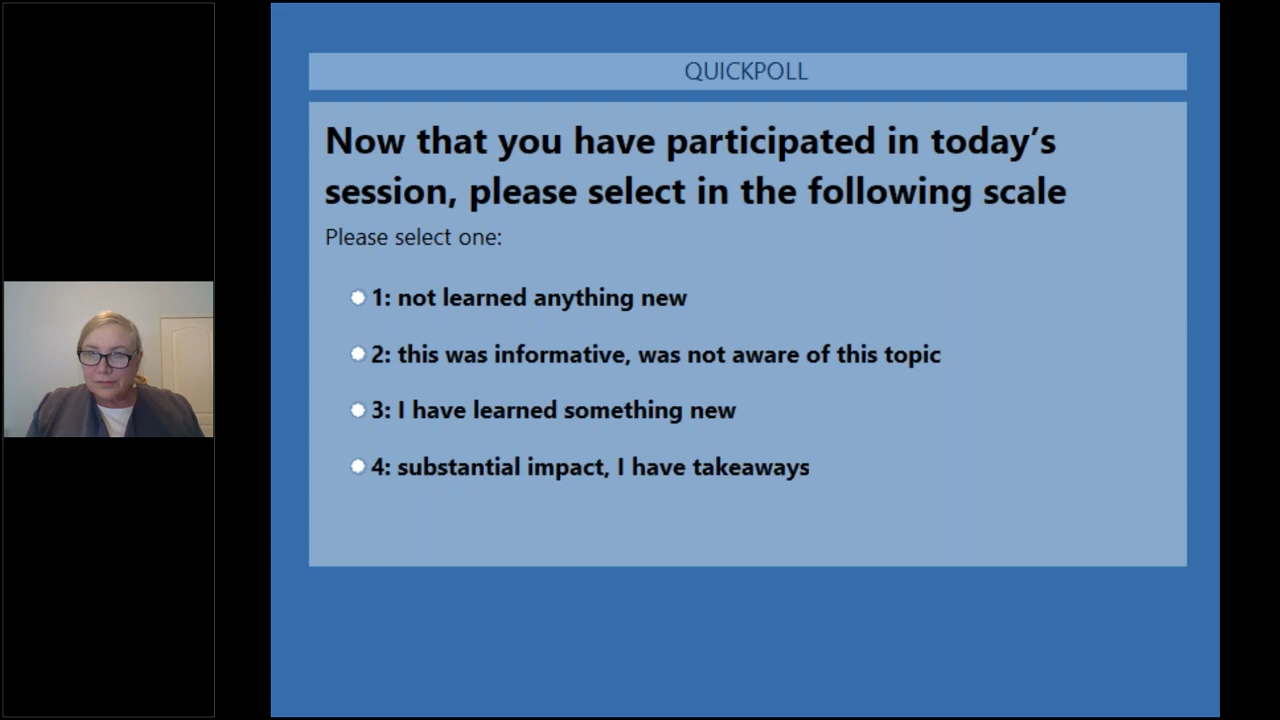 QUICKPOLL
Now that you have participated in today’s
session, please select in the following scale
Please select one:
1: not learned anything new
2: this was informative, was not aware of this topic
3: I have learned something new
4: substantial impact, I have takeaways